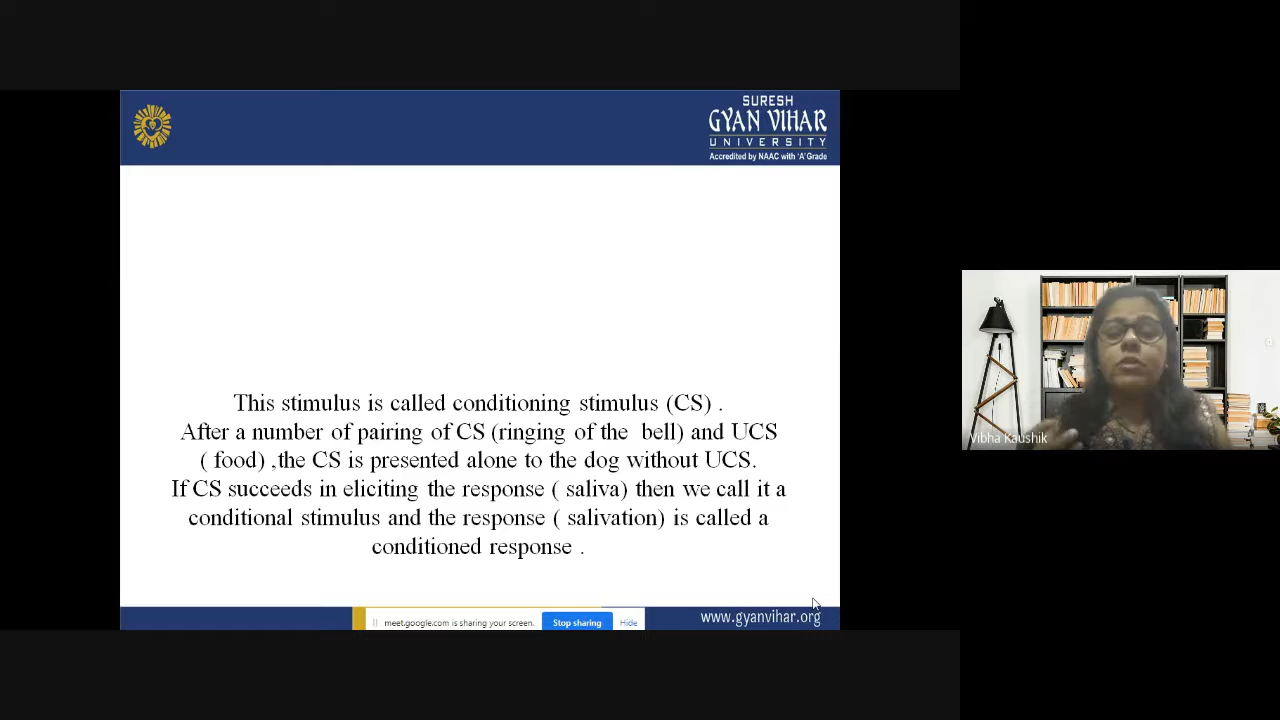 SURESH
GYAN VIHAR
UNIVERSITY
Accredited by NAAC with 'A' Grade
This stimulus is called conditioning stimulus (CS) .
After a number of pairing of CS (ringing of the bell) and UCS
( food) ,the CS is presented alone to the dog without UCS.
If CS succeeds in eliciting the response ( saliva) then we call it a
conditional stimulus and the response ( salivation) is called a
conditioned response .
Vibha Kaushik
meet.google.com is sharing your screen.
Stop sharing
Hide
www.gyanvihar.org